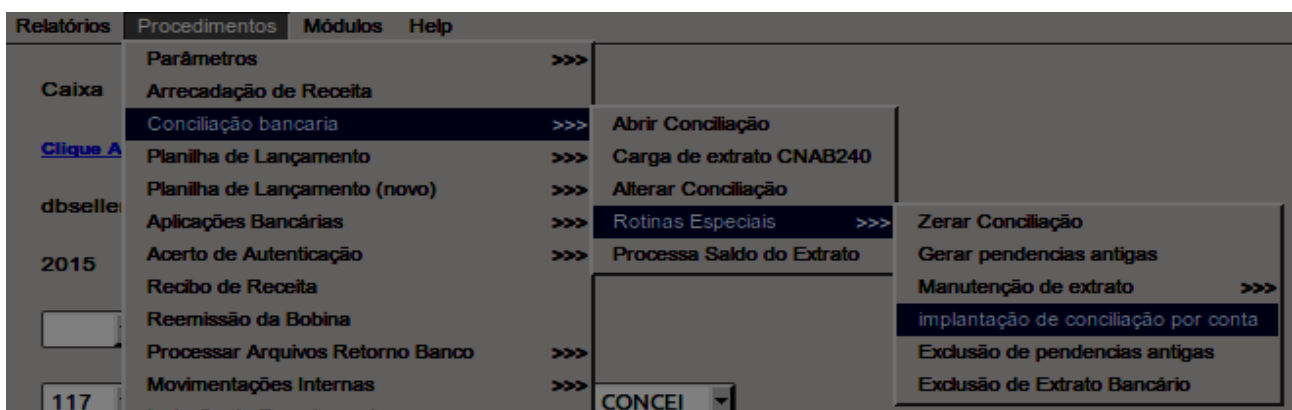 Relatórios Procedimentos Módulos Help
Parâmetros >>>
Caixa Arrecadação de Receita
Conciliação bancaria >>> Abrir Conciliação
Clique A Planilha de Lançamento >>> Carga de extrato CNAB240
Planilha de Lançamento (novo) >>> Alterar Conciliação
dbselle Aplicações Bancárias >>> Rotinas Especiais >>> Zerar Conciliação
2015 Acerto de Autenticação >>> Processa Saldo do Extrato Gerar pendencias antigas
Recibo de Receita Manutenção de extrato >>>
Reemissão da Bobina implantação de conciliação por conta
Processar Arquivos Retorno Banco >>> Exclusão de pendencias antigas
117 Movimentações Internas >>> CONCEI Exclusão de Extrato Bancário